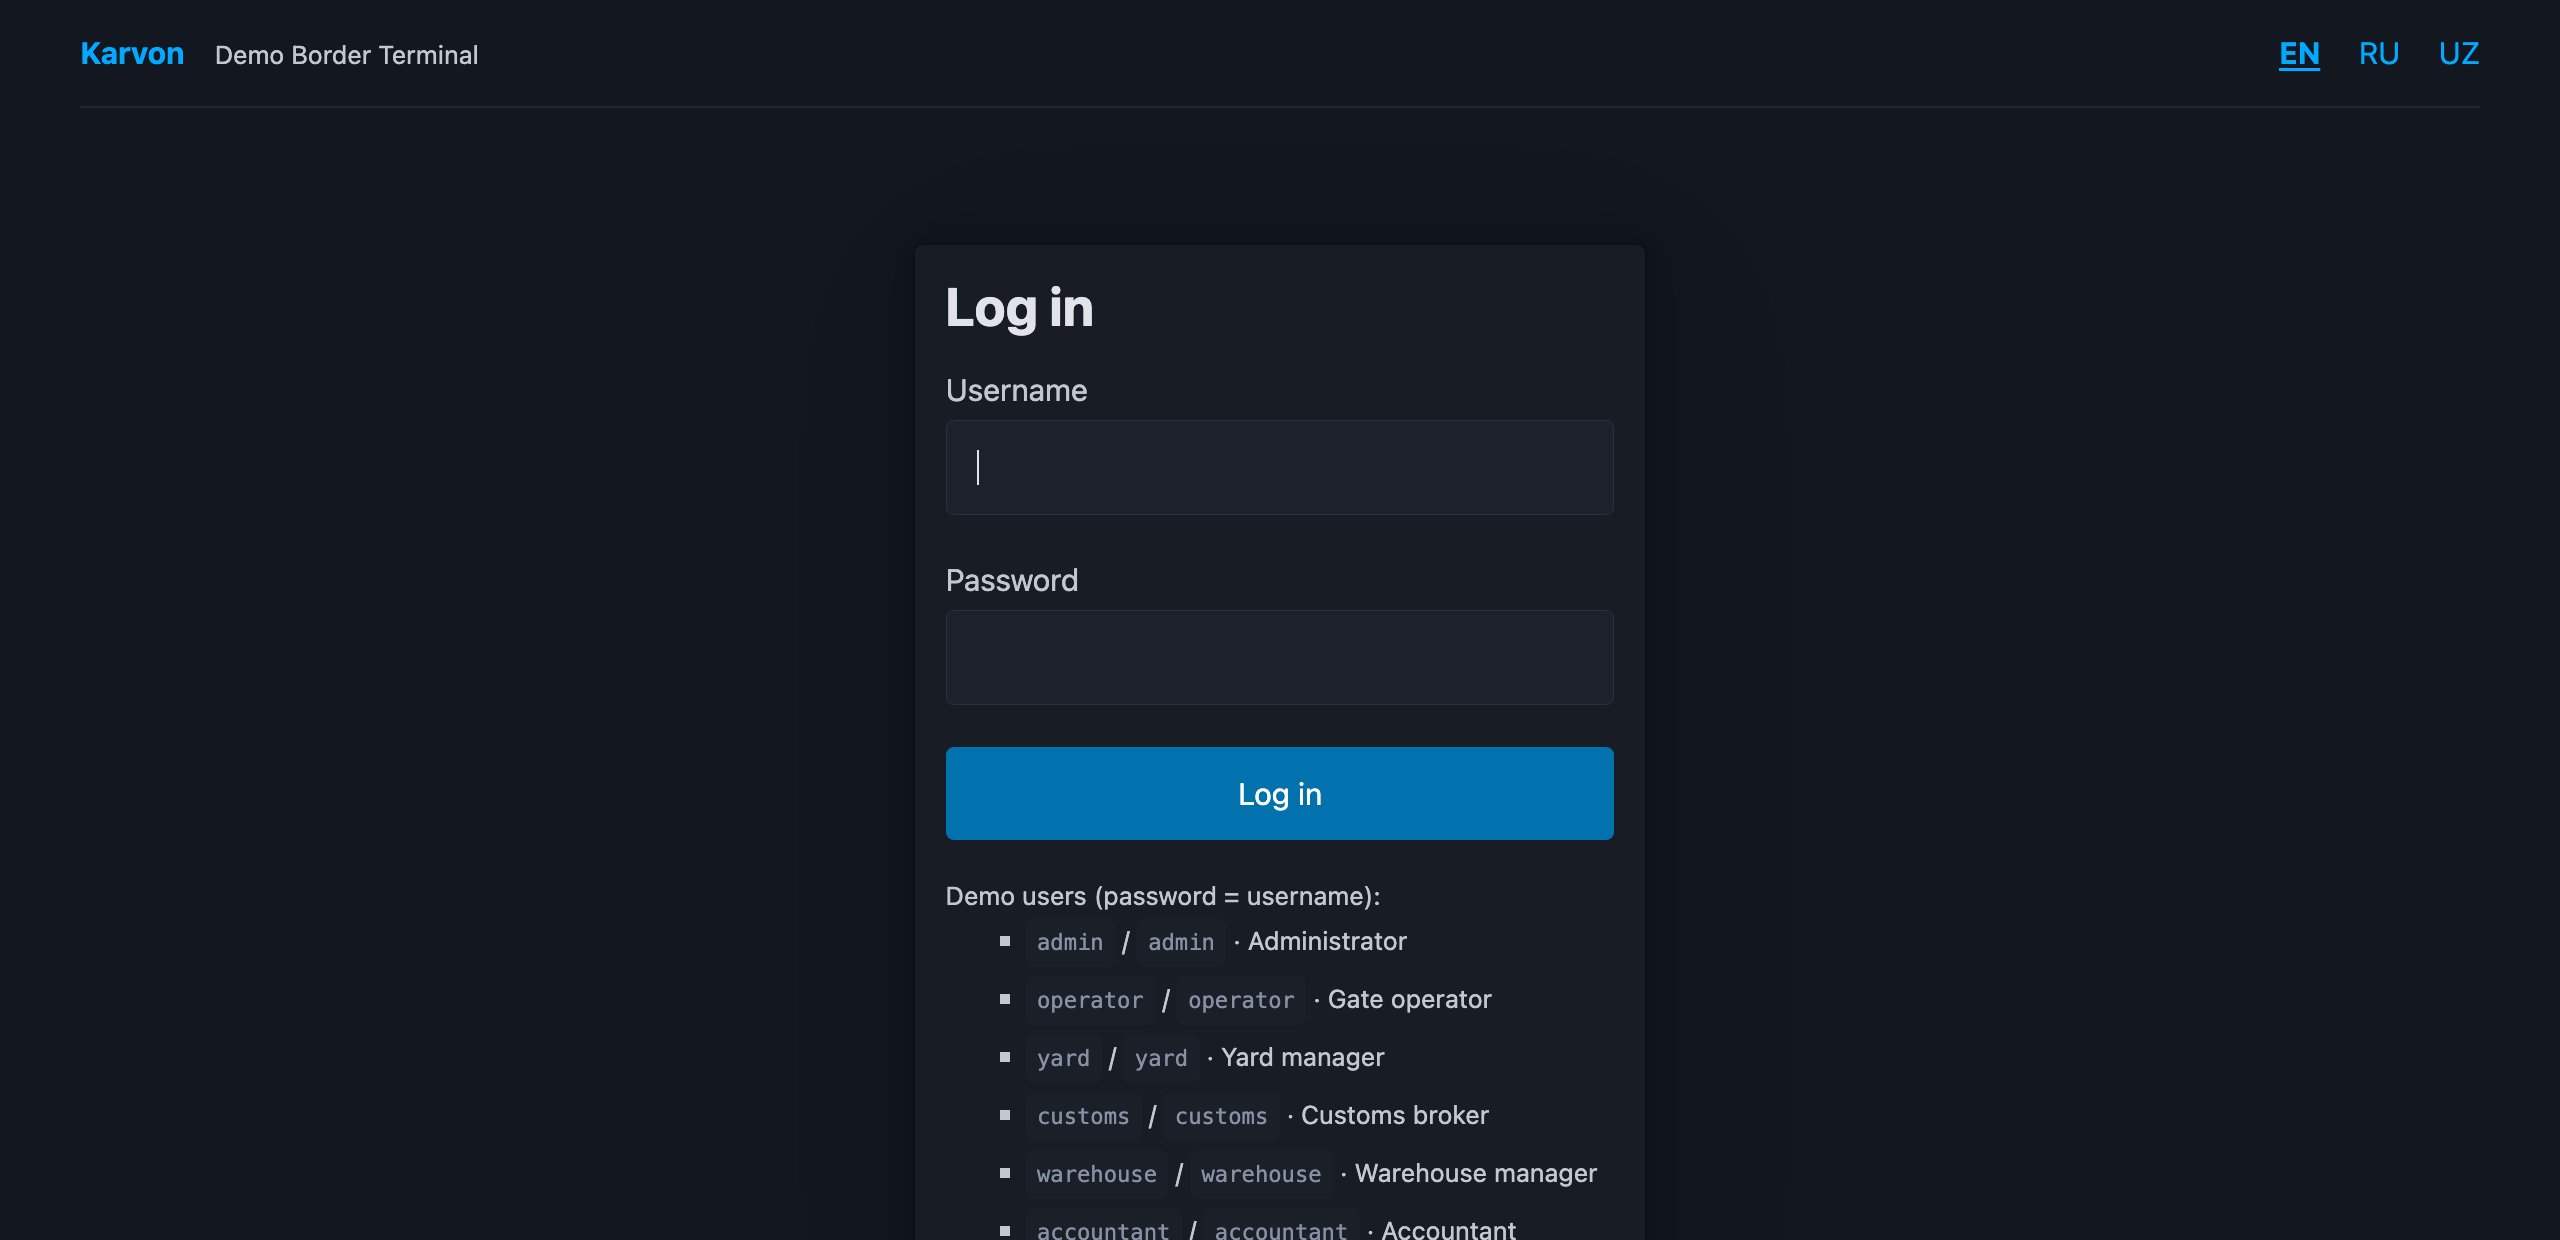 Karvon Demo Border Terminal EN RU UZ
Log in
Username
Password
Log in
Demo users (password = username):
admin / admin · Administrator
operator / operator · Gate operator
yard / yard · Yard manager
customs / customs · Customs broker
warehouse / warehouse · Warehouse manager
accountant / accountant · Accountant